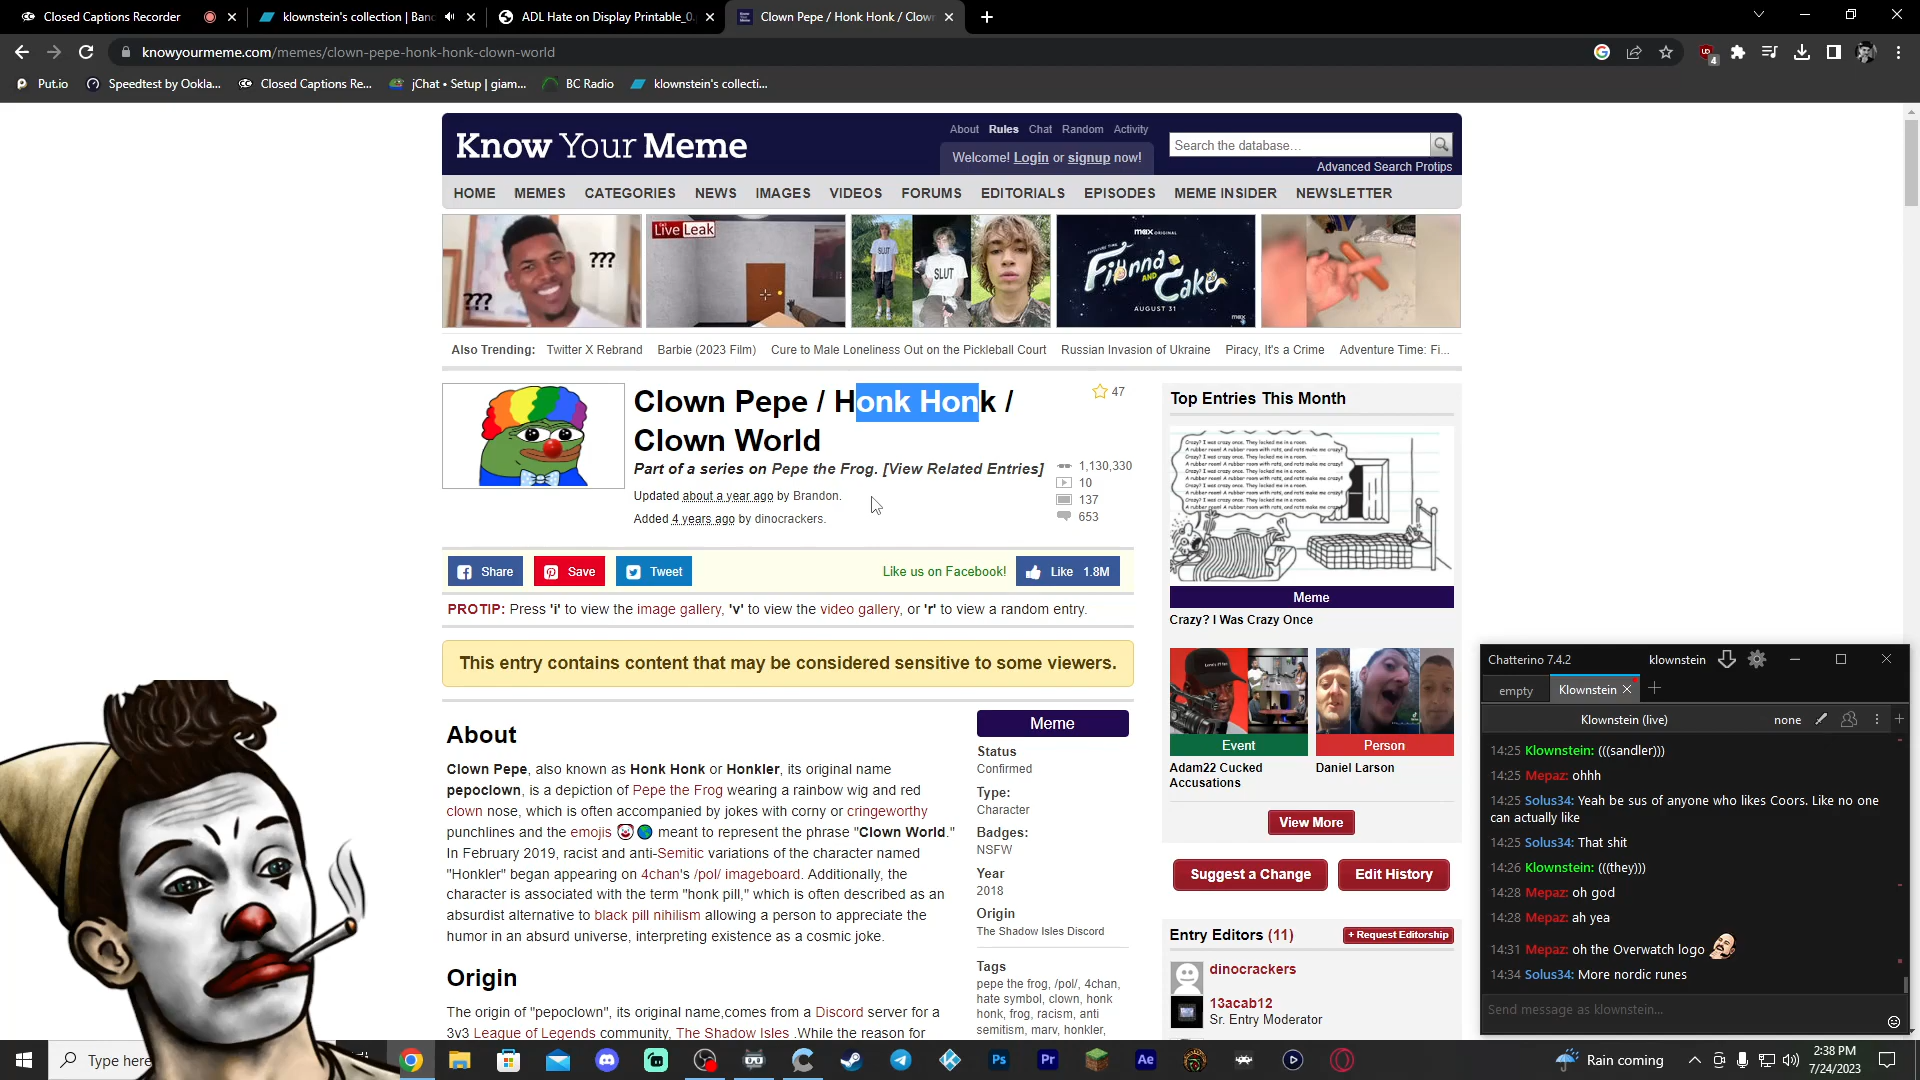 Closed Captions Recorder
klownstein's collection | Banc
ADL Hate on Display Printable_0.p
Clown Pepe / Honk Honk / Clown
knowyourmeme.com/memes/clown-pepe-honk-honk-clown-world
4
Put.io
Speedtest by Ookla...
Closed Captions Re...
jChat • Setup | giam...
BC Radio
klownstein's collecti...
Know Your Meme
About Rules Chat Random Activity
Welcome! Login or signup now!
Search the database...
Advanced Search Protips
HOME MEMES CATEGORIES NEWS IMAGES VIDEOS FORUMS EDITORIALS EPISODES MEME INSIDER NEWSLETTER
???
???
Live Leak
SLUT
SLUT
max ORIGINAL
ADVENTURE TIME
Fionna AND Cake
AUGUST 31
max
Also Trending: Twitter X Rebrand Barbie (2023 Film) Cure to Male Loneliness Out on the Pickleball Court Russian Invasion of Ukraine Piracy, It's a Crime Adventure Time: Fi...
Clown Pepe / Honk Honk /
Clown World
47
Part of a series on Pepe the Frog. [View Related Entries]
Updated about a year ago by Brandon.
Added 4 years ago by dinocrackers.
1,130,330
10
137
653
Share
Save
Tweet
Like us on Facebook!
Like 1.8M
PROTIP: Press 'i' to view the image gallery, 'v' to view the video gallery, or 'r' to view a random entry.
This entry contains content that may be considered sensitive to some viewers.
About
Clown Pepe, also known as Honk Honk or Honkler, its original name
pepoclown, is a depiction of Pepe the Frog wearing a rainbow wig and red
clown nose, which is often accompanied by jokes with corny or cringeworthy
punchlines and the emojis 🤡🌎 meant to represent the phrase "Clown World."
In February 2019, racist and anti-Semitic variations of the character named
"Honkler" began appearing on 4chan's /pol/ imageboard. Additionally, the
character is associated with the term "honk pill," which is often described as an
absurdist alternative to black pill nihilism allowing a person to appreciate the
humor in an absurd universe, interpreting existence as a cosmic joke.
Origin
The origin of "pepoclown", its original name,comes from a Discord server for a
3v3 League of Legends community, The Shadow Isles .While the reason for
Meme
Status
Confirmed
Type:
Character
Badges:
NSFW
Year
2018
Origin
The Shadow Isles Discord
Tags
pepe the frog, /pol/, 4chan,
hate symbol, clown, honk
honk, frog, racism, anti
semitism, marv, honkler,
Top Entries This Month
Crazy? I was crazy once. They locked me in a room.
Meme
Crazy? I Was Crazy Once
Event
Adam22 Cucked
Accusations
Person
Daniel Larson
View More
Suggest a Change
Edit History
Entry Editors (11)
+ Request Editorship
dinocrackers
13acab12
Sr. Entry Moderator
Chatterino 7.4.2
klownstein
empty
Klownstein
Klownstein (live)
none
14:25 Klownstein: (((sandler)))
14:25 Mepaz: ohhh
14:25 Solus34: Yeah be sus of anyone who likes Coors. Like no one
can actually like
14:25 Solus34: That shit
14:26 Klownstein: (((they)))
14:28 Mepaz: oh god
14:28 Mepaz: ah yea
14:31 Mepaz: oh the Overwatch logo
14:34 Solus34: More nordic runes
Send message as klownstein...
Type here
Ps
Pr
Ae
Rain coming
2:38 PM
7/24/2023